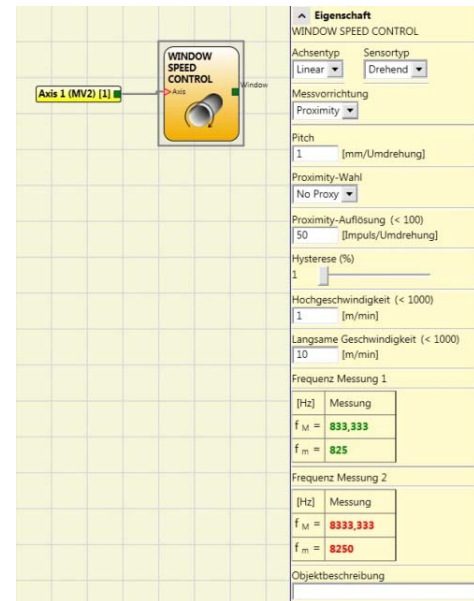 WINDOW
SPEED
CONTROL
Axis
Window
Axis 1 (MV2) [1]
Eigenschaft
WINDOW SPEED CONTROL
Achsentyp Sensortyp
Linear Drehend
Messvorrichtung
Proximity
Pitch
1 [mm/Umdrehung]
Proximity-Wahl
No Proxy
Proximity-Auflösung (< 100)
50 [Impuls/Umdrehung]
Hysterese (%)
1
Hochgeschwindigkeit (< 1000)
1 [m/min]
Langsame Geschwindigkeit (< 1000)
10 [m/min]
Frequenz Messung 1
[Hz] Messung
f M = 833,333
f m = 825
Frequenz Messung 2
[Hz] Messung
f M = 8333,333
f m = 8250
Objektbeschreibung